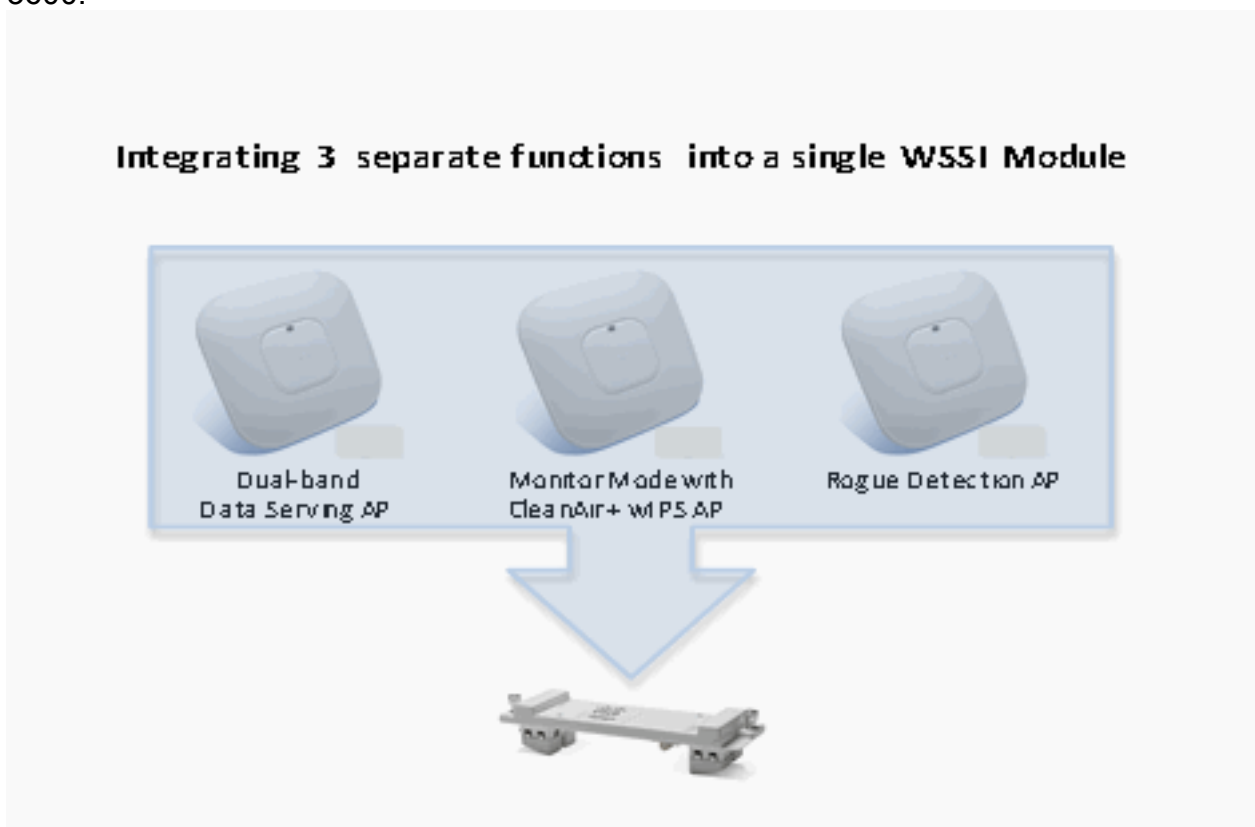 3600.
Integrating 3 separate functions into a single WSSI Module
Dual-band
Data Serving AP
Monitor Mode with
CleanAir+ wIPS AP
Rogue Detection AP